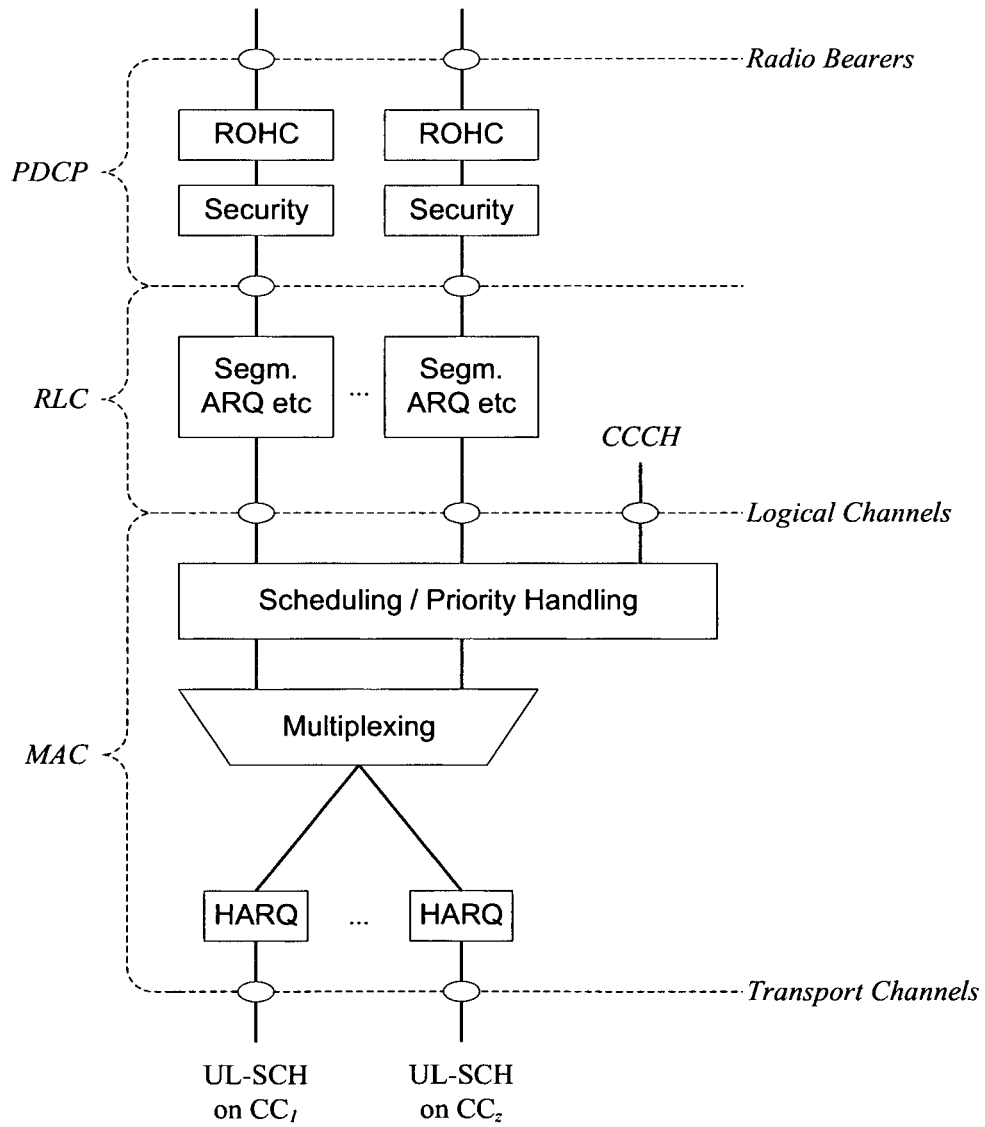 Radio Bearers
ROHC
ROHC
PDCP
Security
Security
Segm.
ARQ etc
...
Segm.
ARQ etc
RLC
CCCH
Logical Channels
Scheduling / Priority Handling
Multiplexing
MAC
HARQ
...
HARQ
Transport Channels
UL-SCH
on CC1
UL-SCH
on CCz